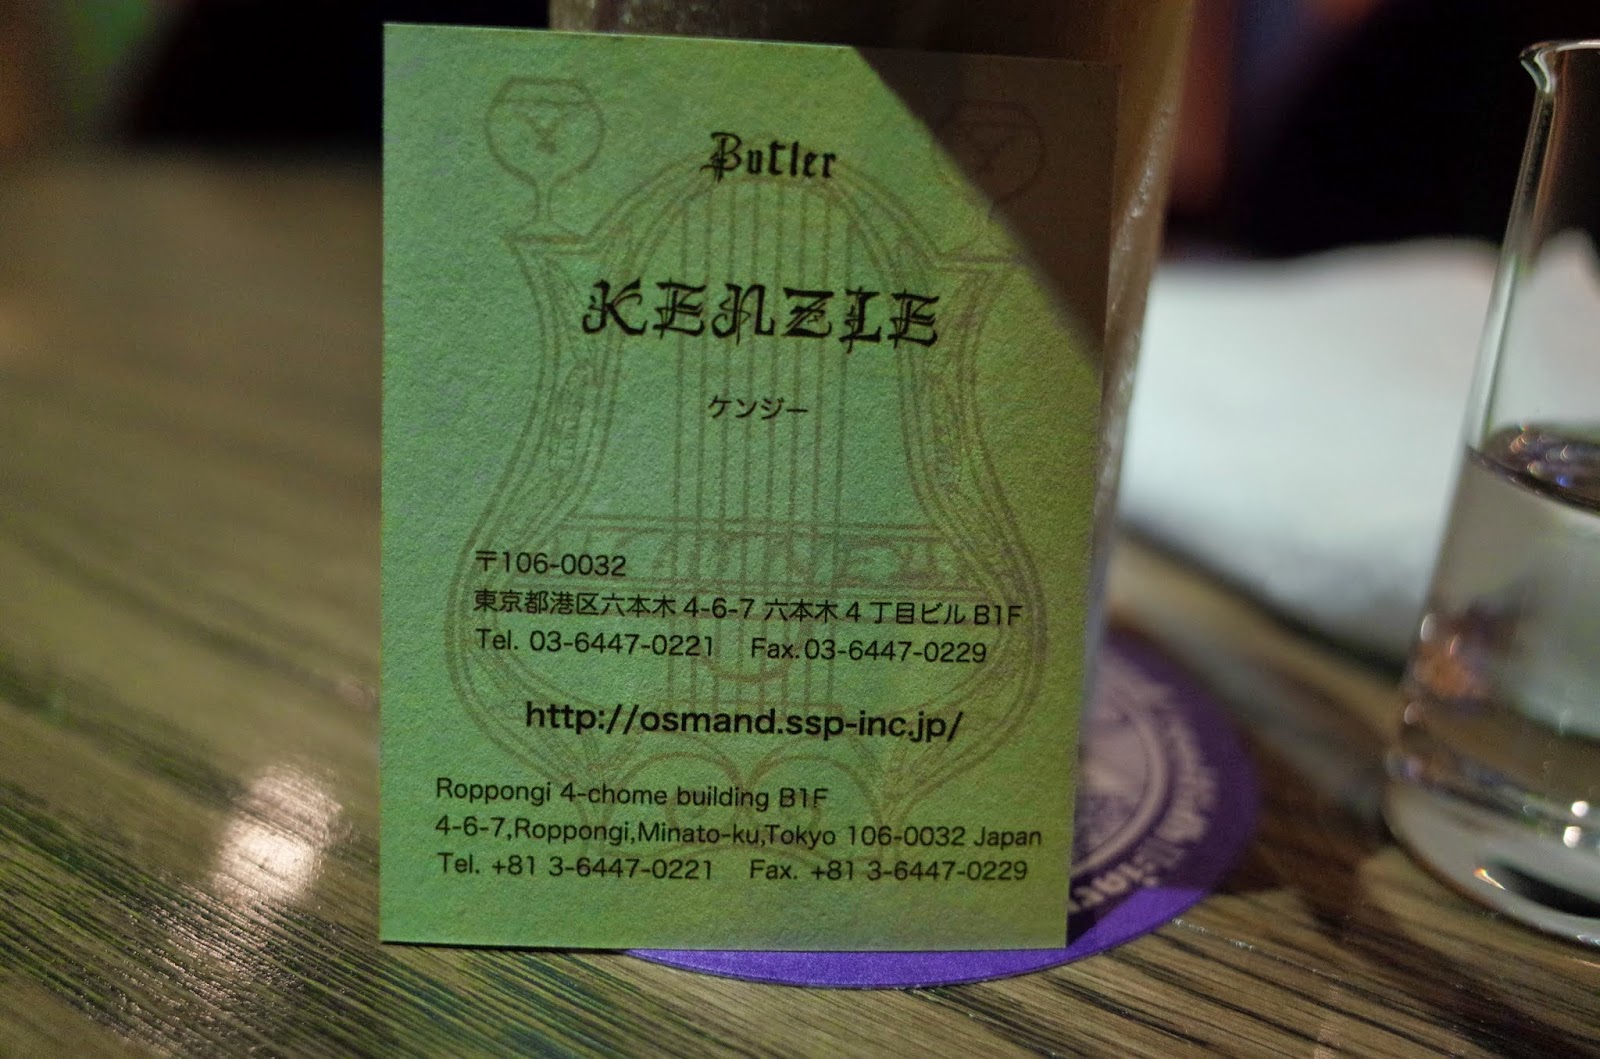 Butler
KENZIE
ケンジー
〒106-0032
東京都港区六本木 4-6-7 六本木 4 丁目ビル B1F
Tel. 03-6447-0221 Fax.03-6447-0229
http://osmand.ssp-inc.jp/
Roppongi 4-chome building B1F
4-6-7,Roppongi,Minato-ku,Tokyo 106-0032 Japan
Tel. +81 3-6447-0221 Fax. +81 3-6447-0229